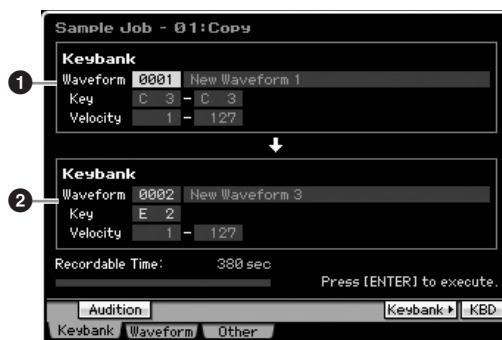 Sample Job - 01:Copy
Keybank
1 Waveform 0001 New Waveform 1
Key C 3 - C 3
Velocity 1 - 127
Keybank
2 Waveform 0002 New Waveform 3
Key E 2
Velocity 1 - 127
Recordable Time: 380 sec
Press [ENTER] to execute.
Audition Keybank KBD
Keybank Waveform Other